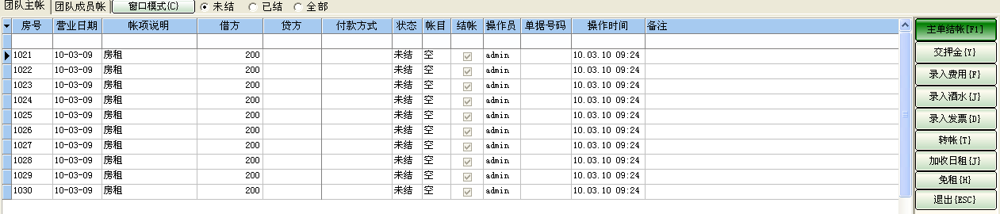 团队主帐 团队成员帐 窗口模式{C} 未结 已结 全部
房号 营业日期 帐项说明 借方 贷方 付款方式 状态 帐目 结帐 操作员 单据号码 操作时间 备注
1021 10-03-09 房租 200 未结 空 admin 10.03.10 09:24
1022 10-03-09 房租 200 未结 空 admin 10.03.10 09:24
1023 10-03-09 房租 200 未结 空 admin 10.03.10 09:24
1024 10-03-09 房租 200 未结 空 admin 10.03.10 09:24
1025 10-03-09 房租 200 未结 空 admin 10.03.10 09:24
1026 10-03-09 房租 200 未结 空 admin 10.03.10 09:24
1027 10-03-09 房租 200 未结 空 admin 10.03.10 09:24
1028 10-03-09 房租 200 未结 空 admin 10.03.10 09:24
1029 10-03-09 房租 200 未结 空 admin 10.03.10 09:24
1030 10-03-09 房租 200 未结 空 admin 10.03.10 09:24
主单结帐[F1]
交押金{Y}
录入费用{F}
录入酒水{J}
录入发票{D}
转帐{T}
加收日租{J}
免租{H}
退出{ESC}